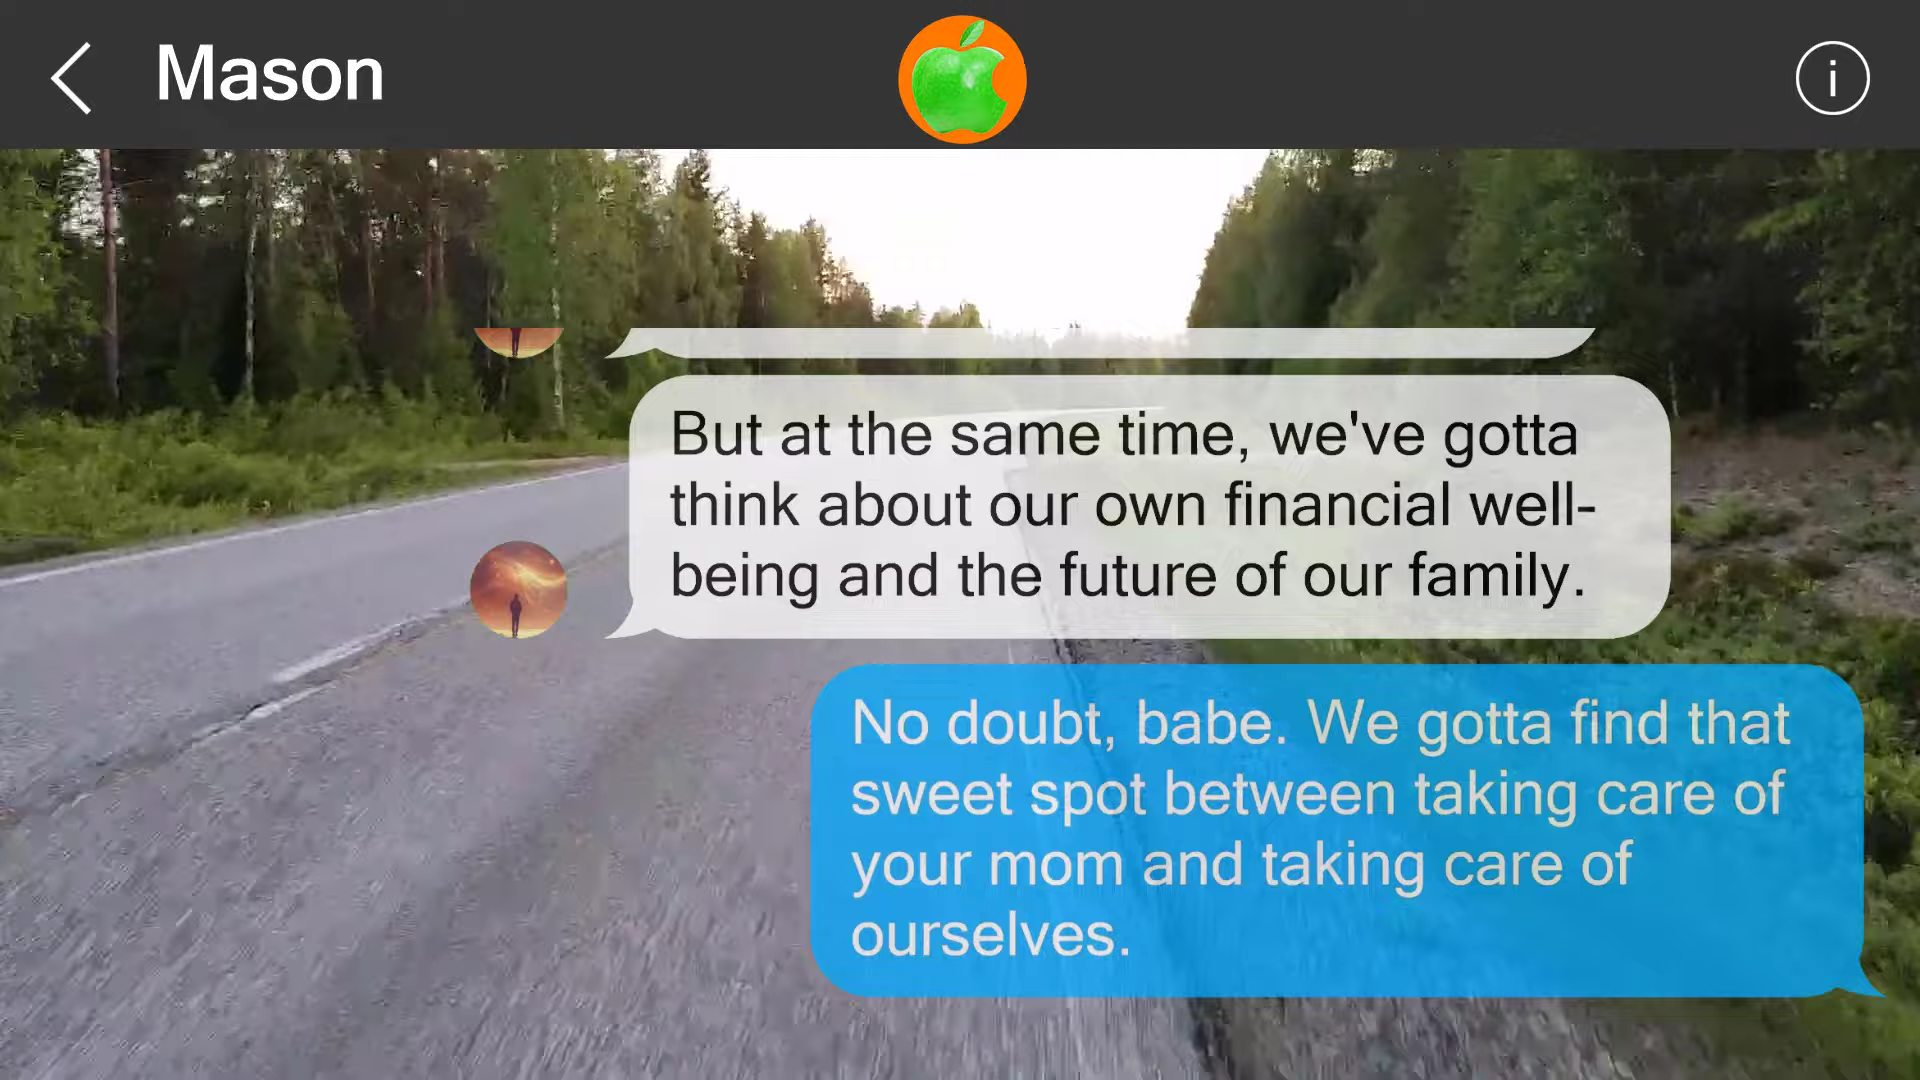 Mason
i
But at the same time, we've gotta
think about our own financial well-
being and the future of our family.
No doubt, babe. We gotta find that
sweet spot between taking care of
your mom and taking care of
ourselves.